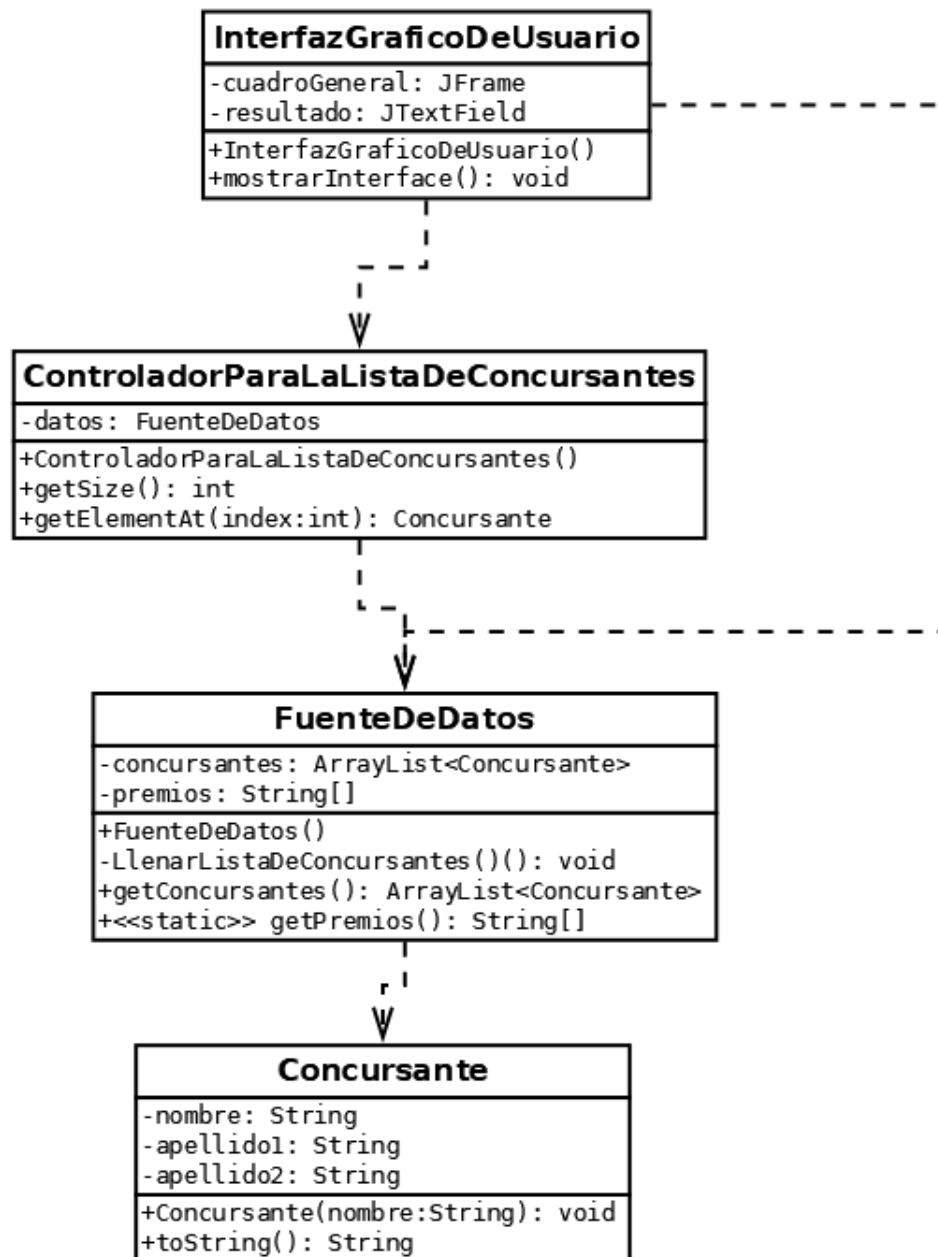 InterfazGraficoDeUsuario
-cuadroGeneral: JFrame
-resultado: JTextField
+InterfazGraficoDeUsuario()
+mostrarInterface(): void
ControladorParaLaListaDeConcursantes
-datos: FuenteDeDatos
+ControladorParaLaListaDeConcursantes()
+getSize(): int
+getElementAt(index:int): Concursante
FuenteDeDatos
-concursantes: ArrayList<Concursante>
-premios: String[]
+FuenteDeDatos()
-LlenarListaDeConcursantes()(): void
+getConcursantes(): ArrayList<Concursante>
+<<static>> getPremios(): String[]
Concursante
-nombre: String
-apellido1: String
-apellido2: String
+Concursante(nombre:String): void
+toString(): String